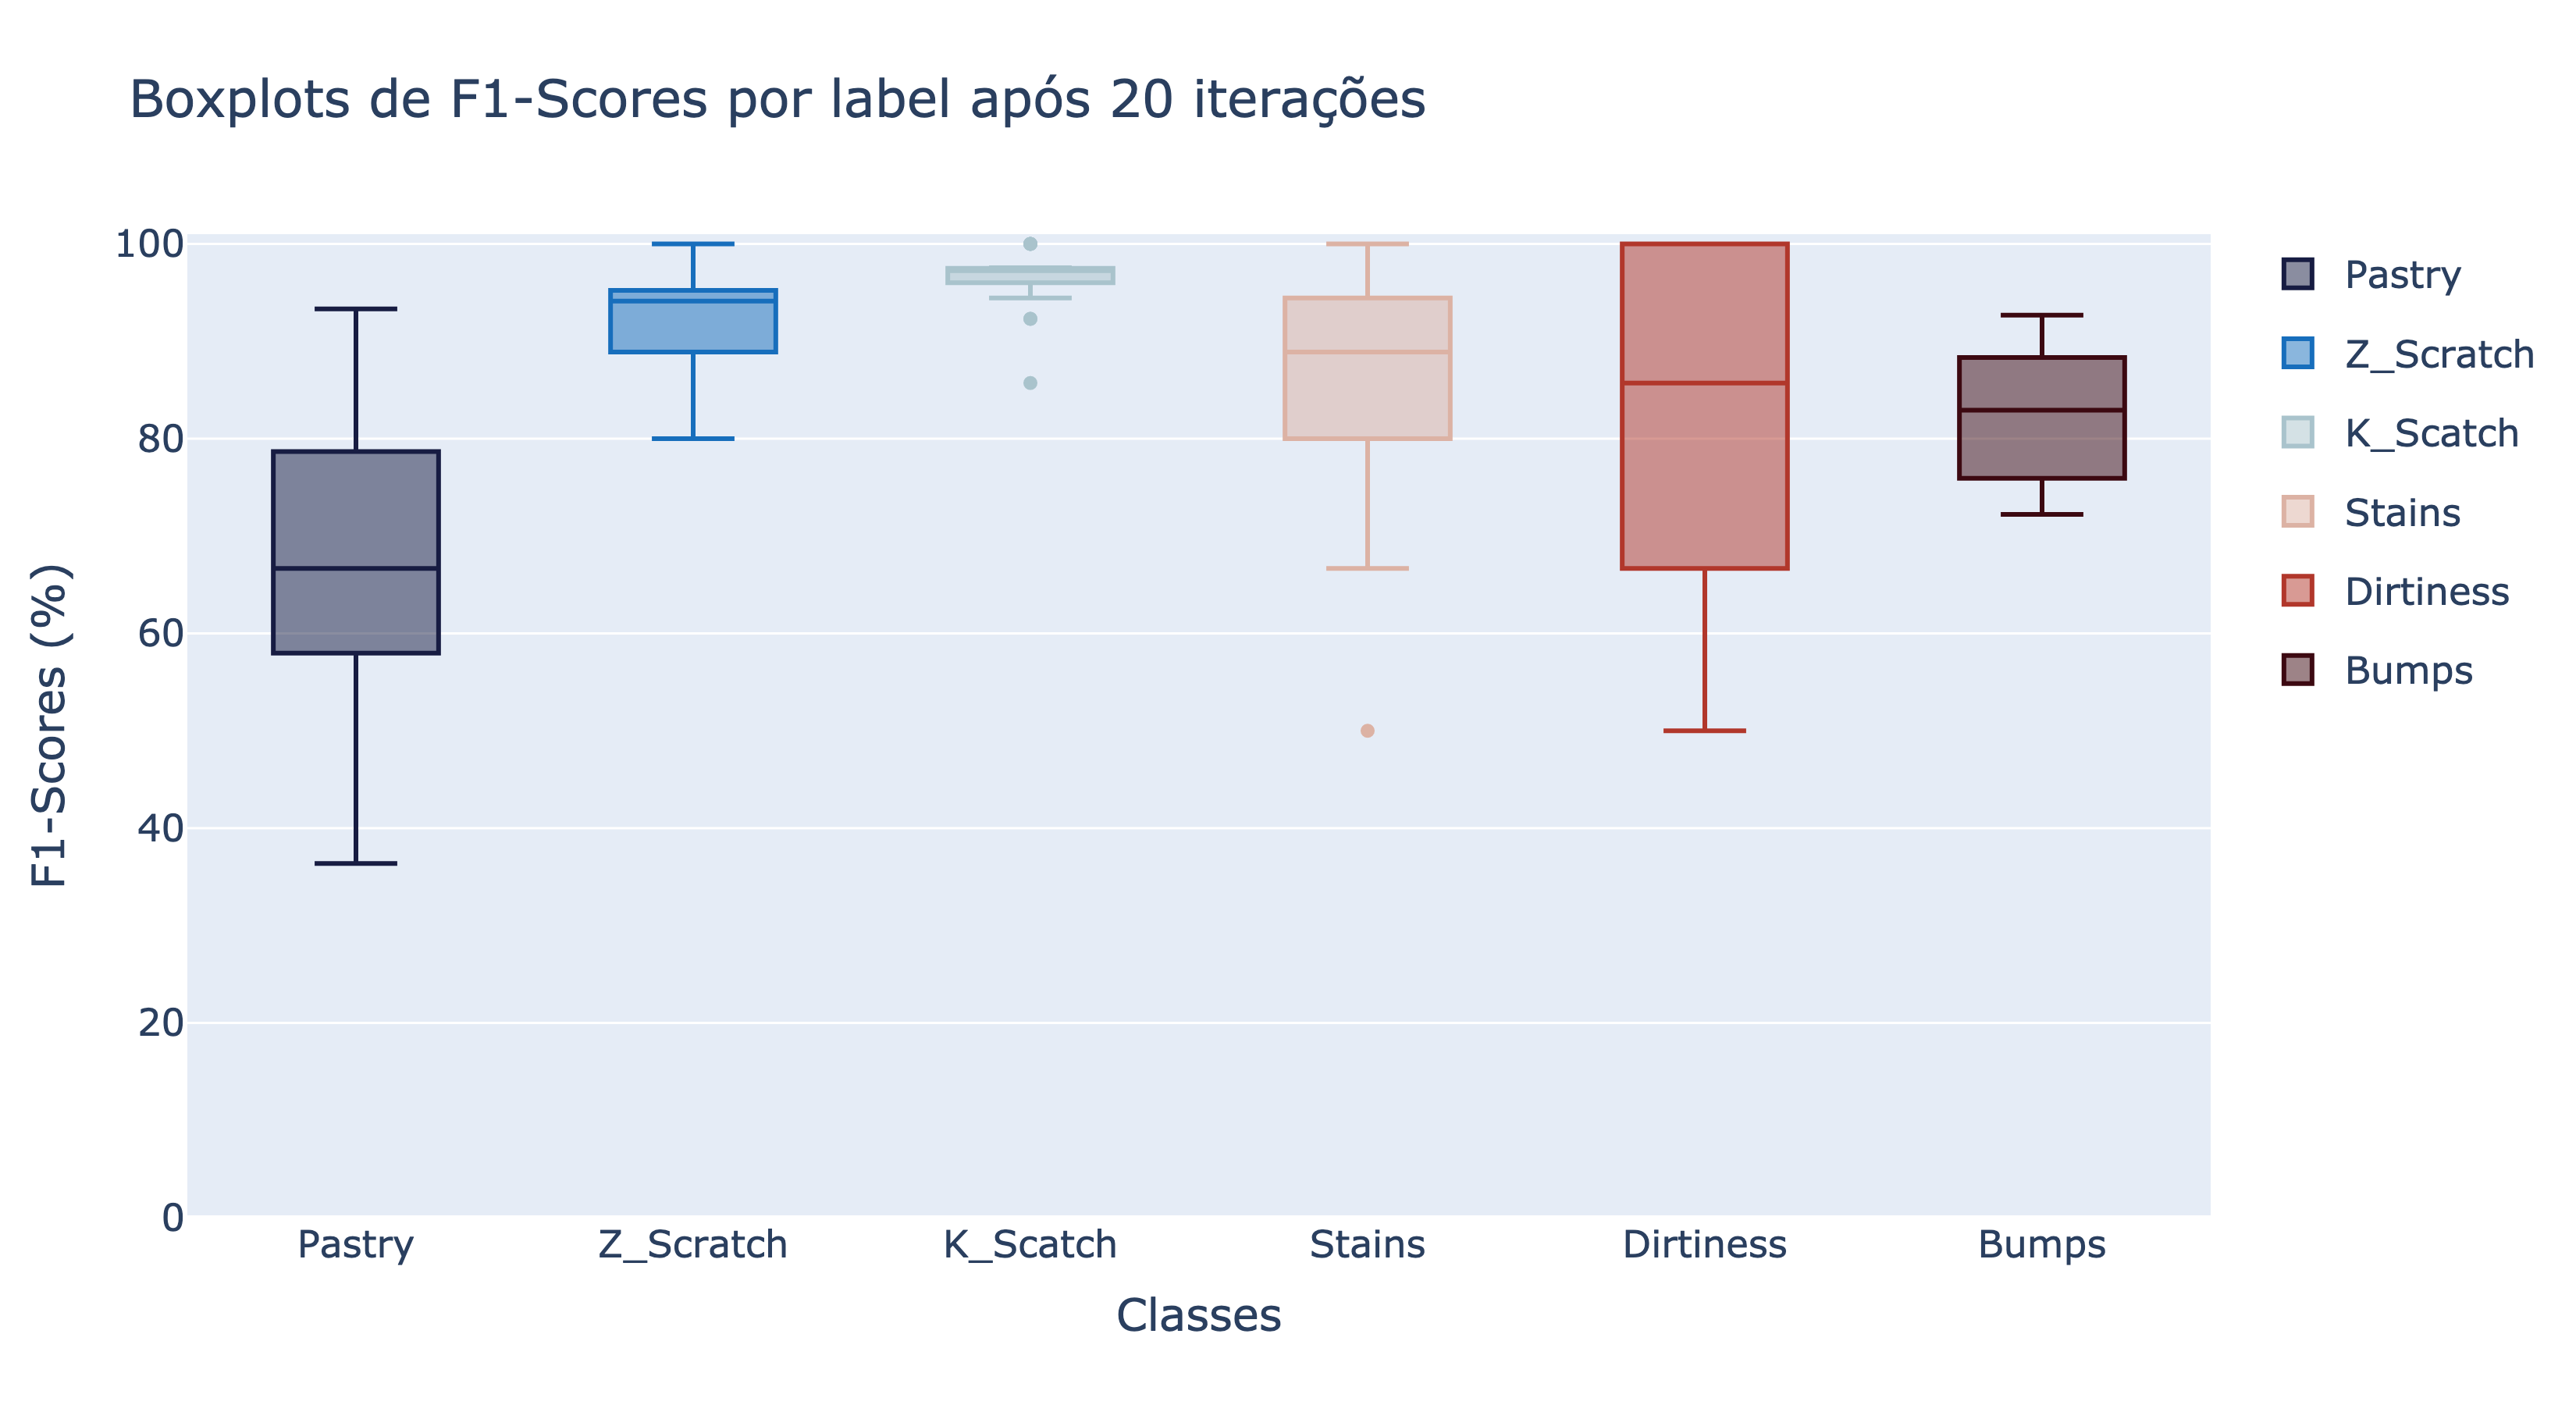 Boxplots de F1-Scores por label após 20 iterações
F1-Scores (%)
100
80
60
40
20
0
Pastry
Z_Scratch
K_Scatch
Stains
Dirtiness
Bumps
Classes
Pastry
Z_Scratch
K_Scatch
Stains
Dirtiness
Bumps